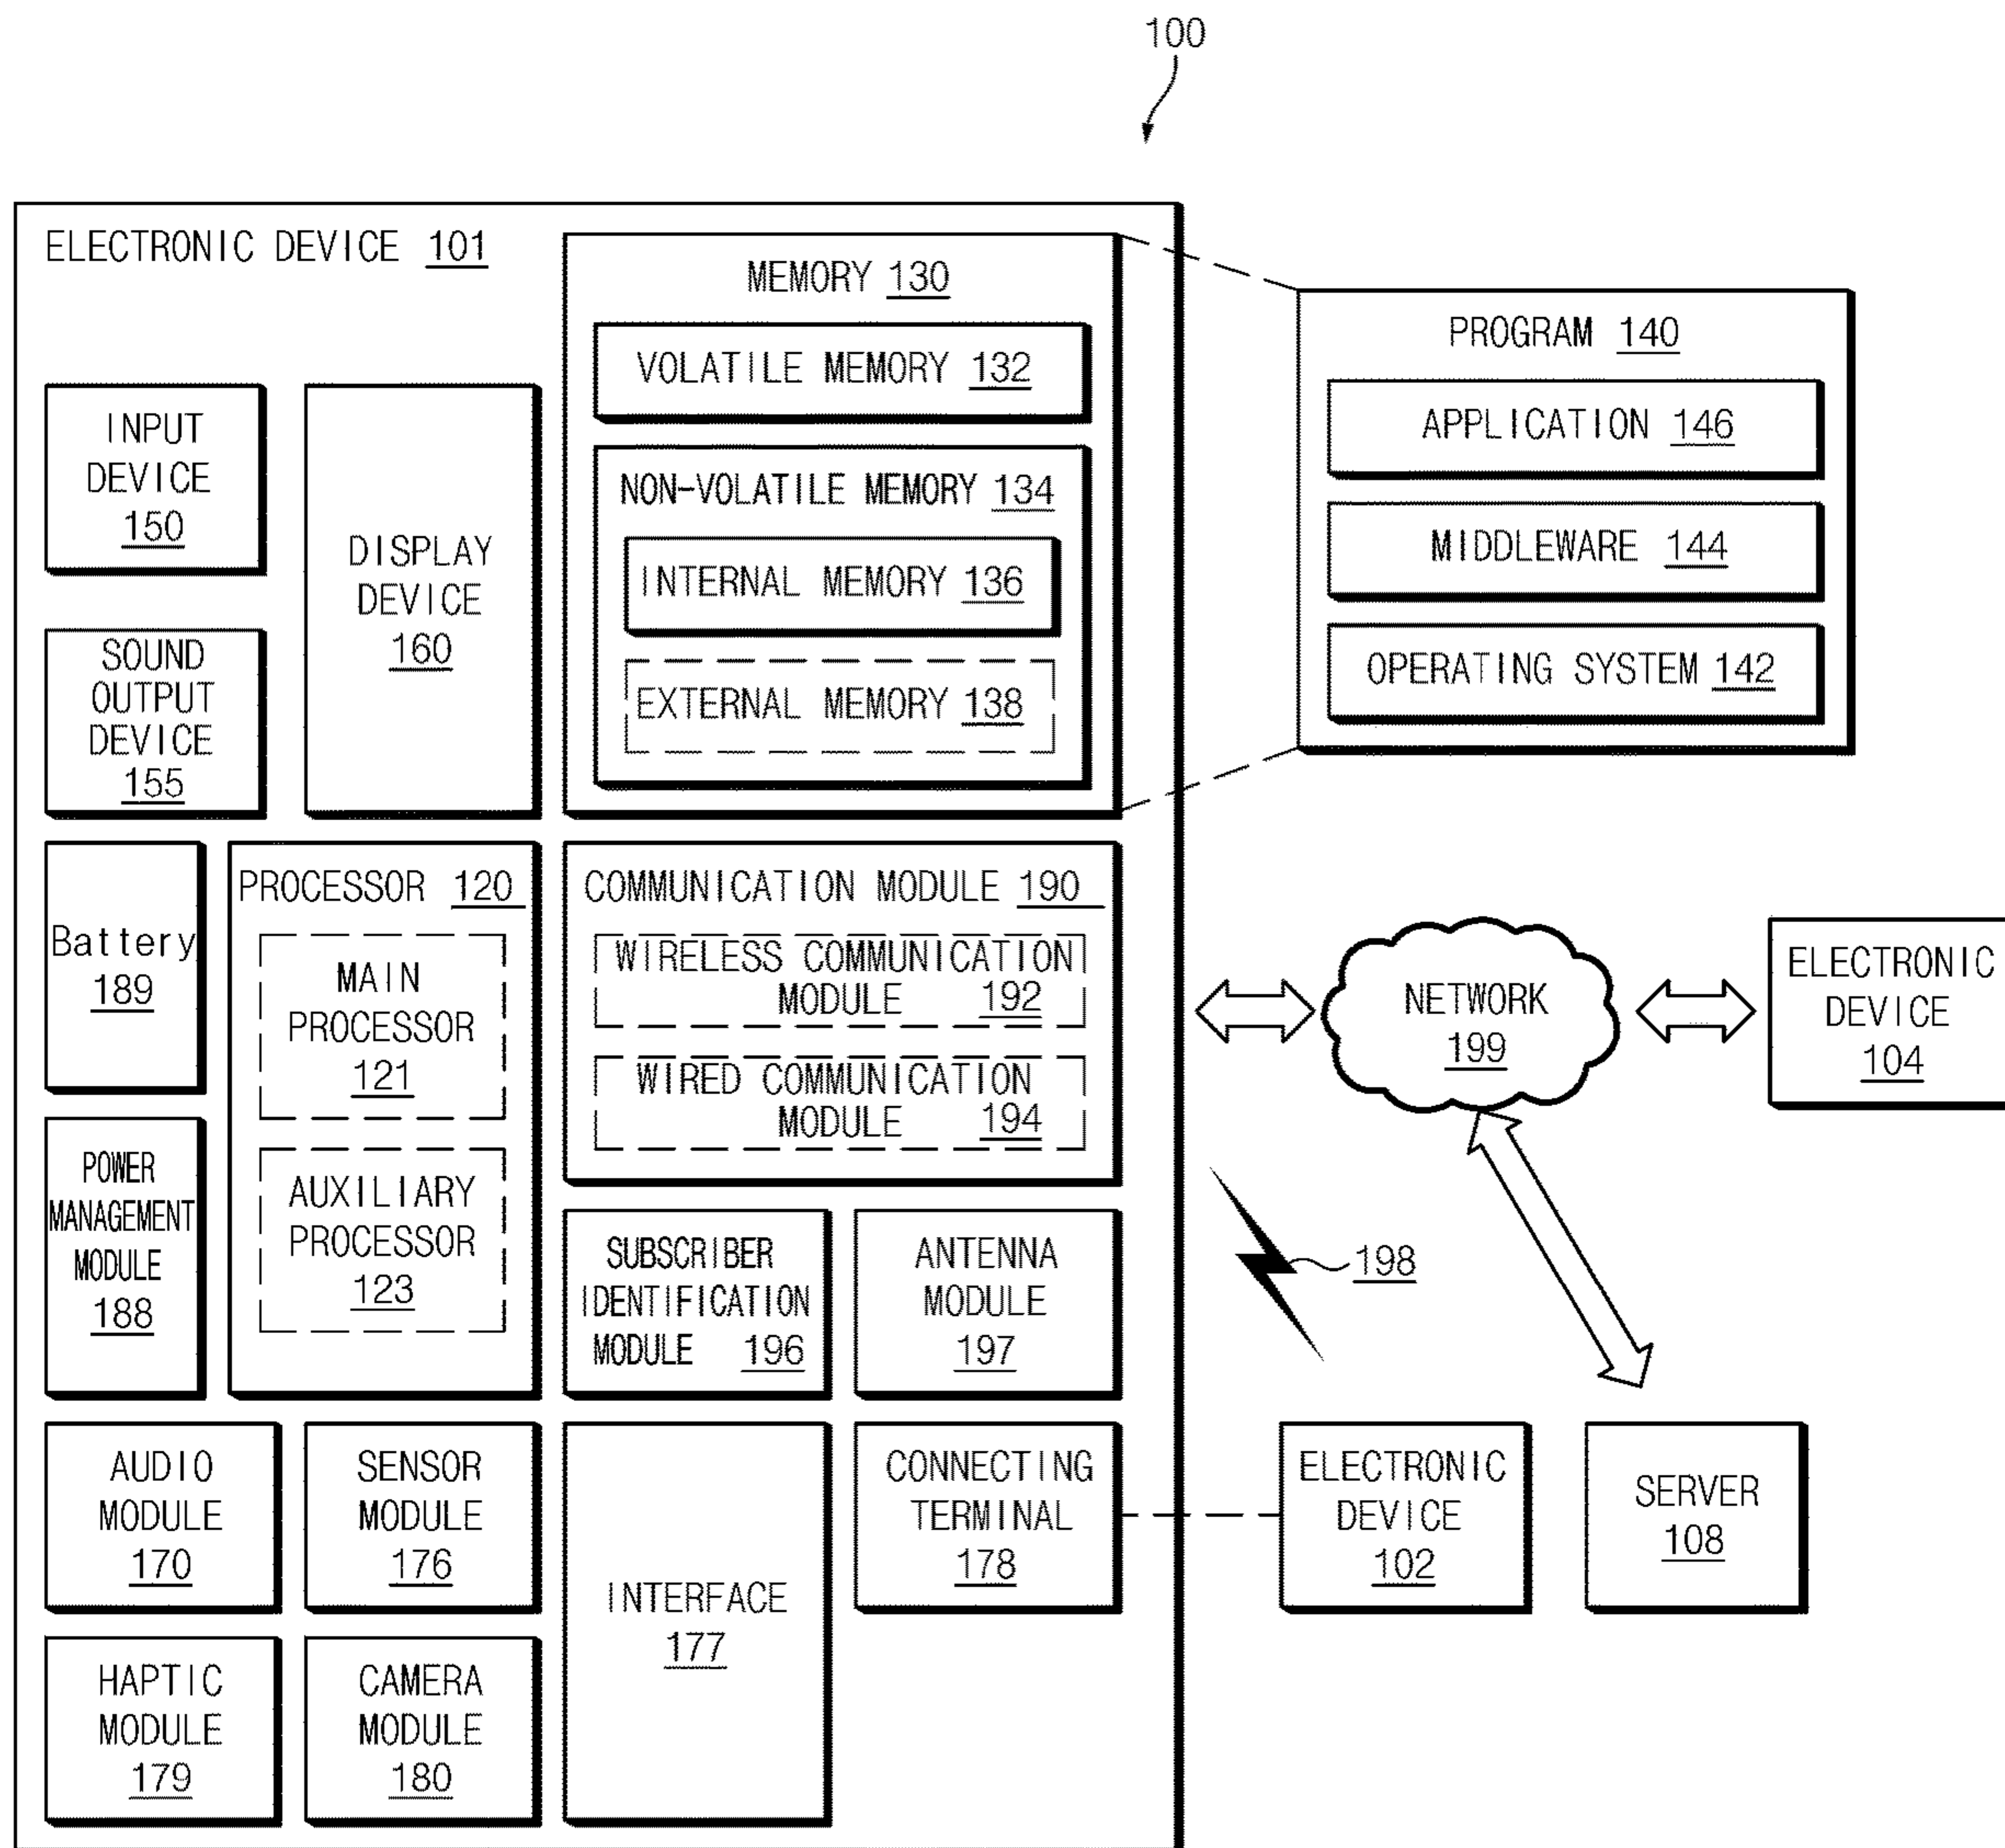 100
ELECTRONIC DEVICE 101
MEMORY 130
VOLATILE MEMORY 132
NON-VOLATILE MEMORY 134
INTERNAL MEMORY 136
EXTERNAL MEMORY 138
PROGRAM 140
APPLICATION 146
MIDDLEWARE 144
OPERATING SYSTEM 142
INPUT
DEVICE
150
DISPLAY
DEVICE
160
SOUND
OUTPUT
DEVICE
155
Battery
189
PROCESSOR 120
MAIN
PROCESSOR
121
AUXILIARY
PROCESSOR
123
POWER
MANAGEMENT
MODULE
188
COMMUNICATION MODULE 190
WIRELESS COMMUNICATION
MODULE 192
WIRED COMMUNICATION
MODULE 194
SUBSCRIBER
IDENTIFICATION
MODULE 196
ANTENNA
MODULE
197
NETWORK
199
ELECTRONIC
DEVICE
104
198
AUDIO
MODULE
170
SENSOR
MODULE
176
INTERFACE
177
CONNECTING
TERMINAL
178
ELECTRONIC
DEVICE
102
SERVER
108
HAPTIC
MODULE
179
CAMERA
MODULE
180